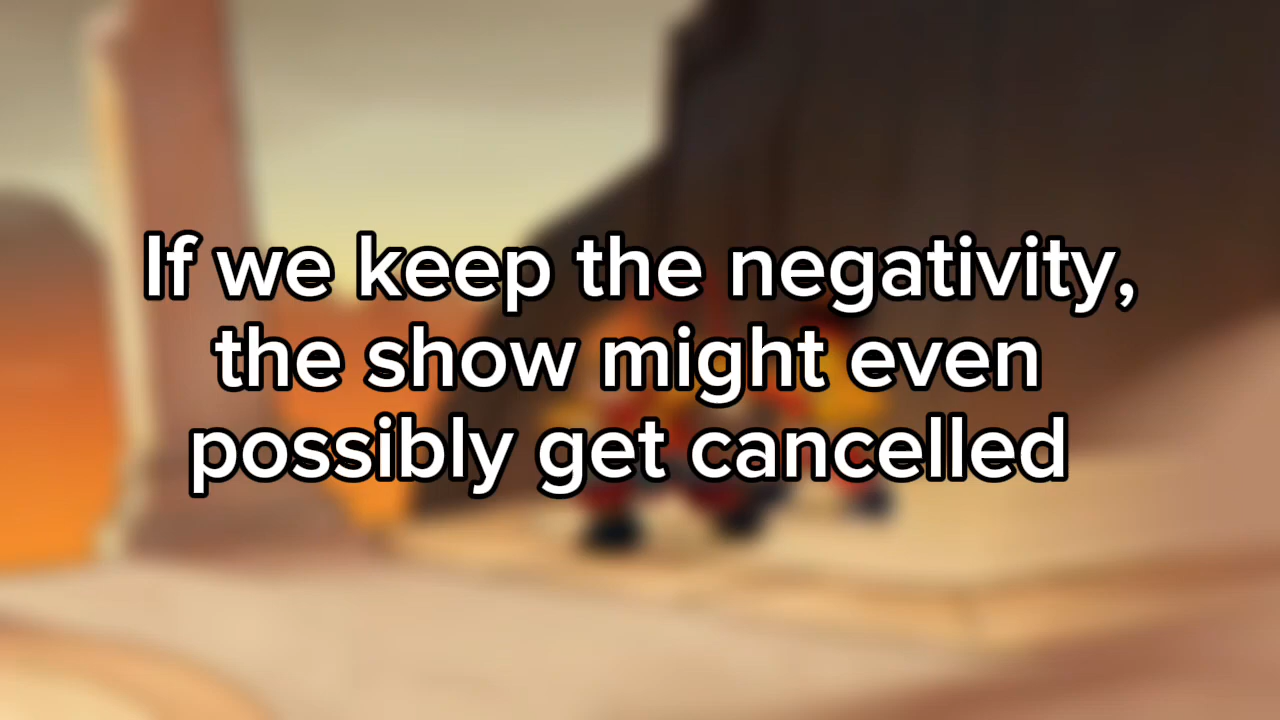 If we keep the negativity,
the show might even
possibly get cancelled